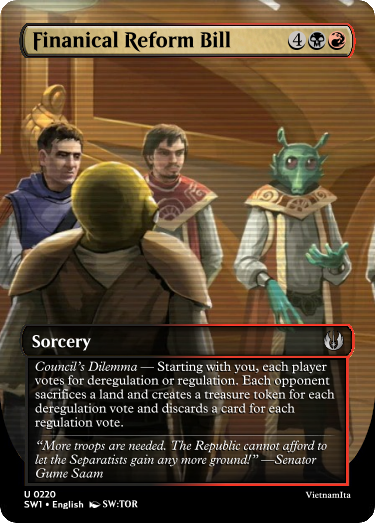 Finanical Reform Bill 4
Sorcery
Council's Dilemma — Starting with you, each player
votes for deregulation or regulation. Each opponent
sacrifices a land and creates a treasure token for each
deregulation vote and discards a card for each
regulation vote.
"More troops are needed. The Republic cannot afford to
let the Separatists gain any more ground!" —Senator
Gume Saam
U 0220
VietnamIta
SW1 • English SW:TOR